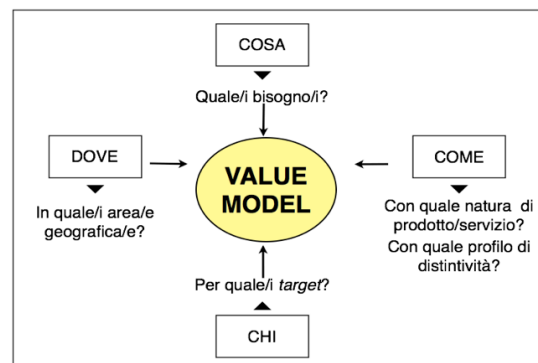 COSA
Quale/i bisogno/i?
DOVE
In quale/i area/e
geografica/e?
VALUE
MODEL
COME
Con quale natura di
prodotto/servizio?
Con quale profilo di
distintività?
Per quale/i target?
CHI